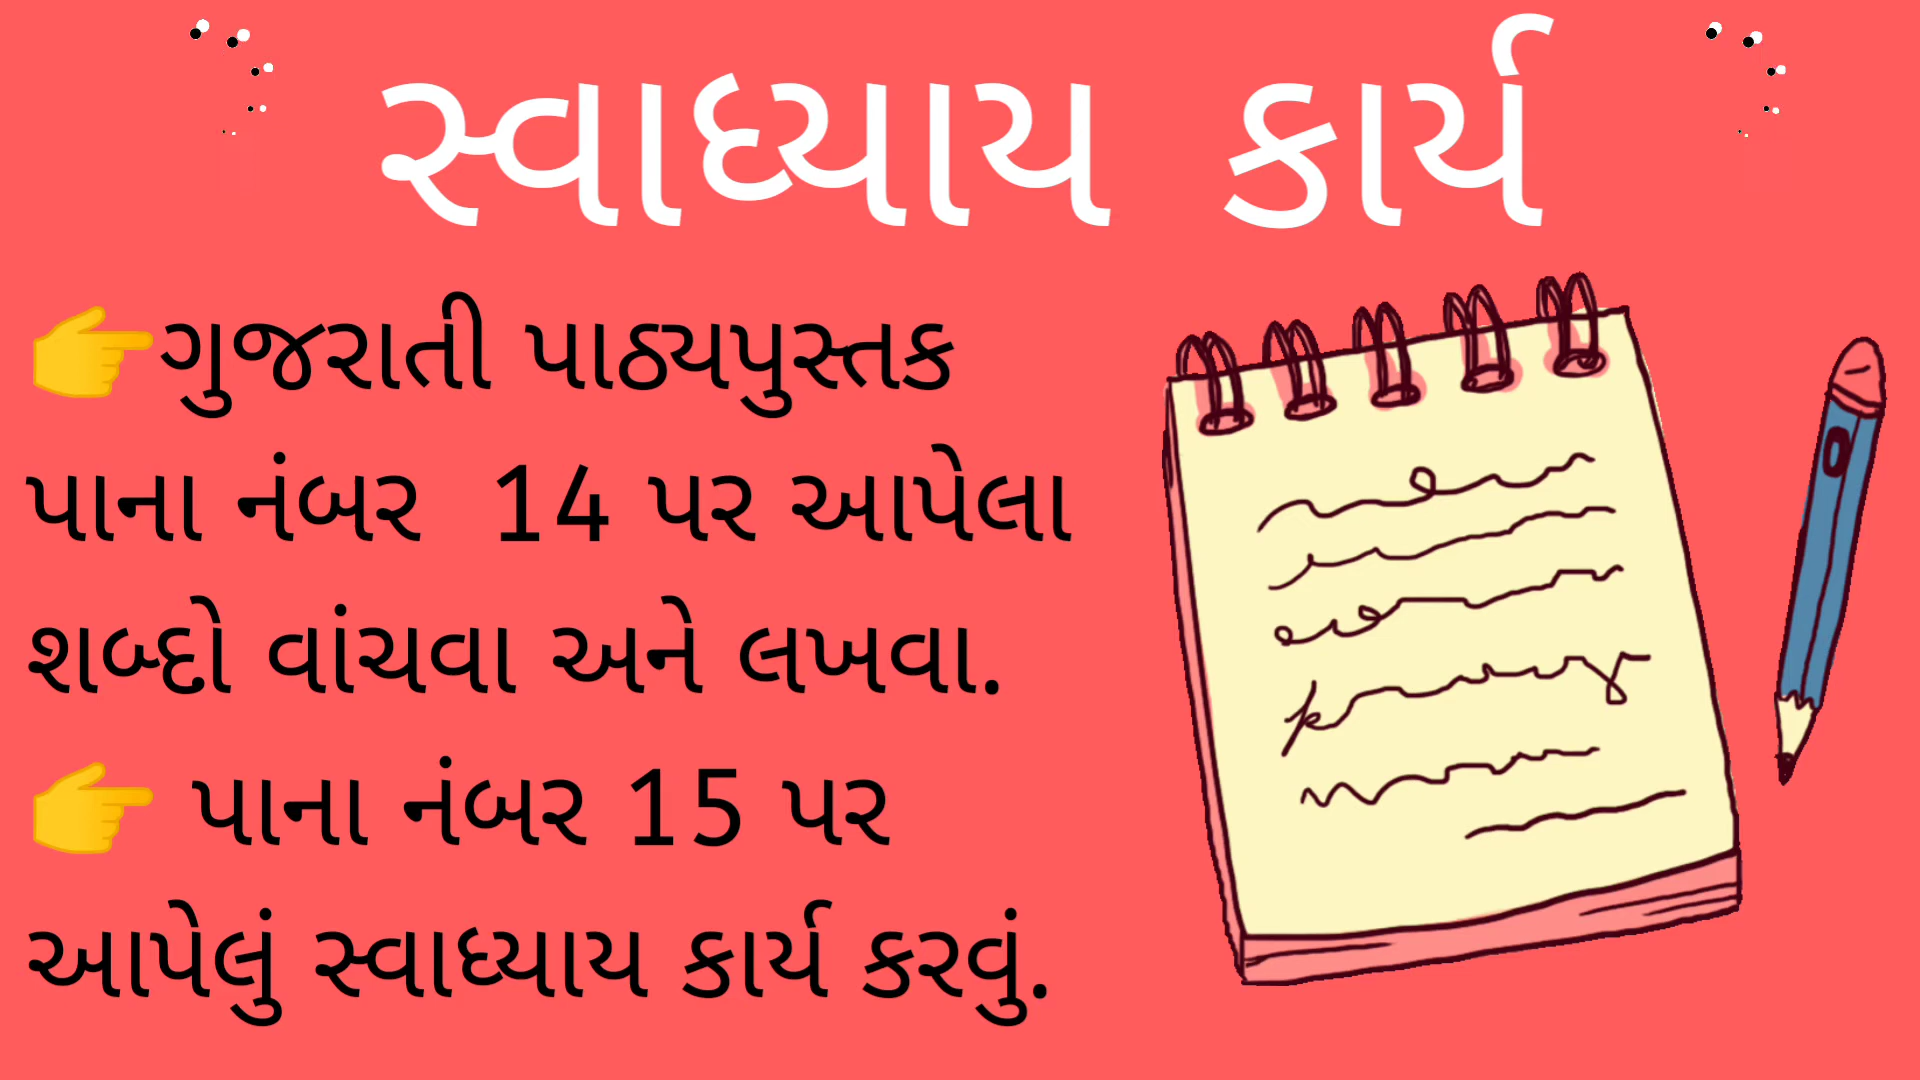 સ્વાધ્યાય કાર્ય
👉ગુજરાતી પાઠ્યપુસ્તક
પાના નંબર 14 પર આપેલા
શબ્દો વાંચવા અને લખવા.
👉 પાના નંબર 15 પર
આપેલું સ્વાધ્યાય કાર્ય કરવું.